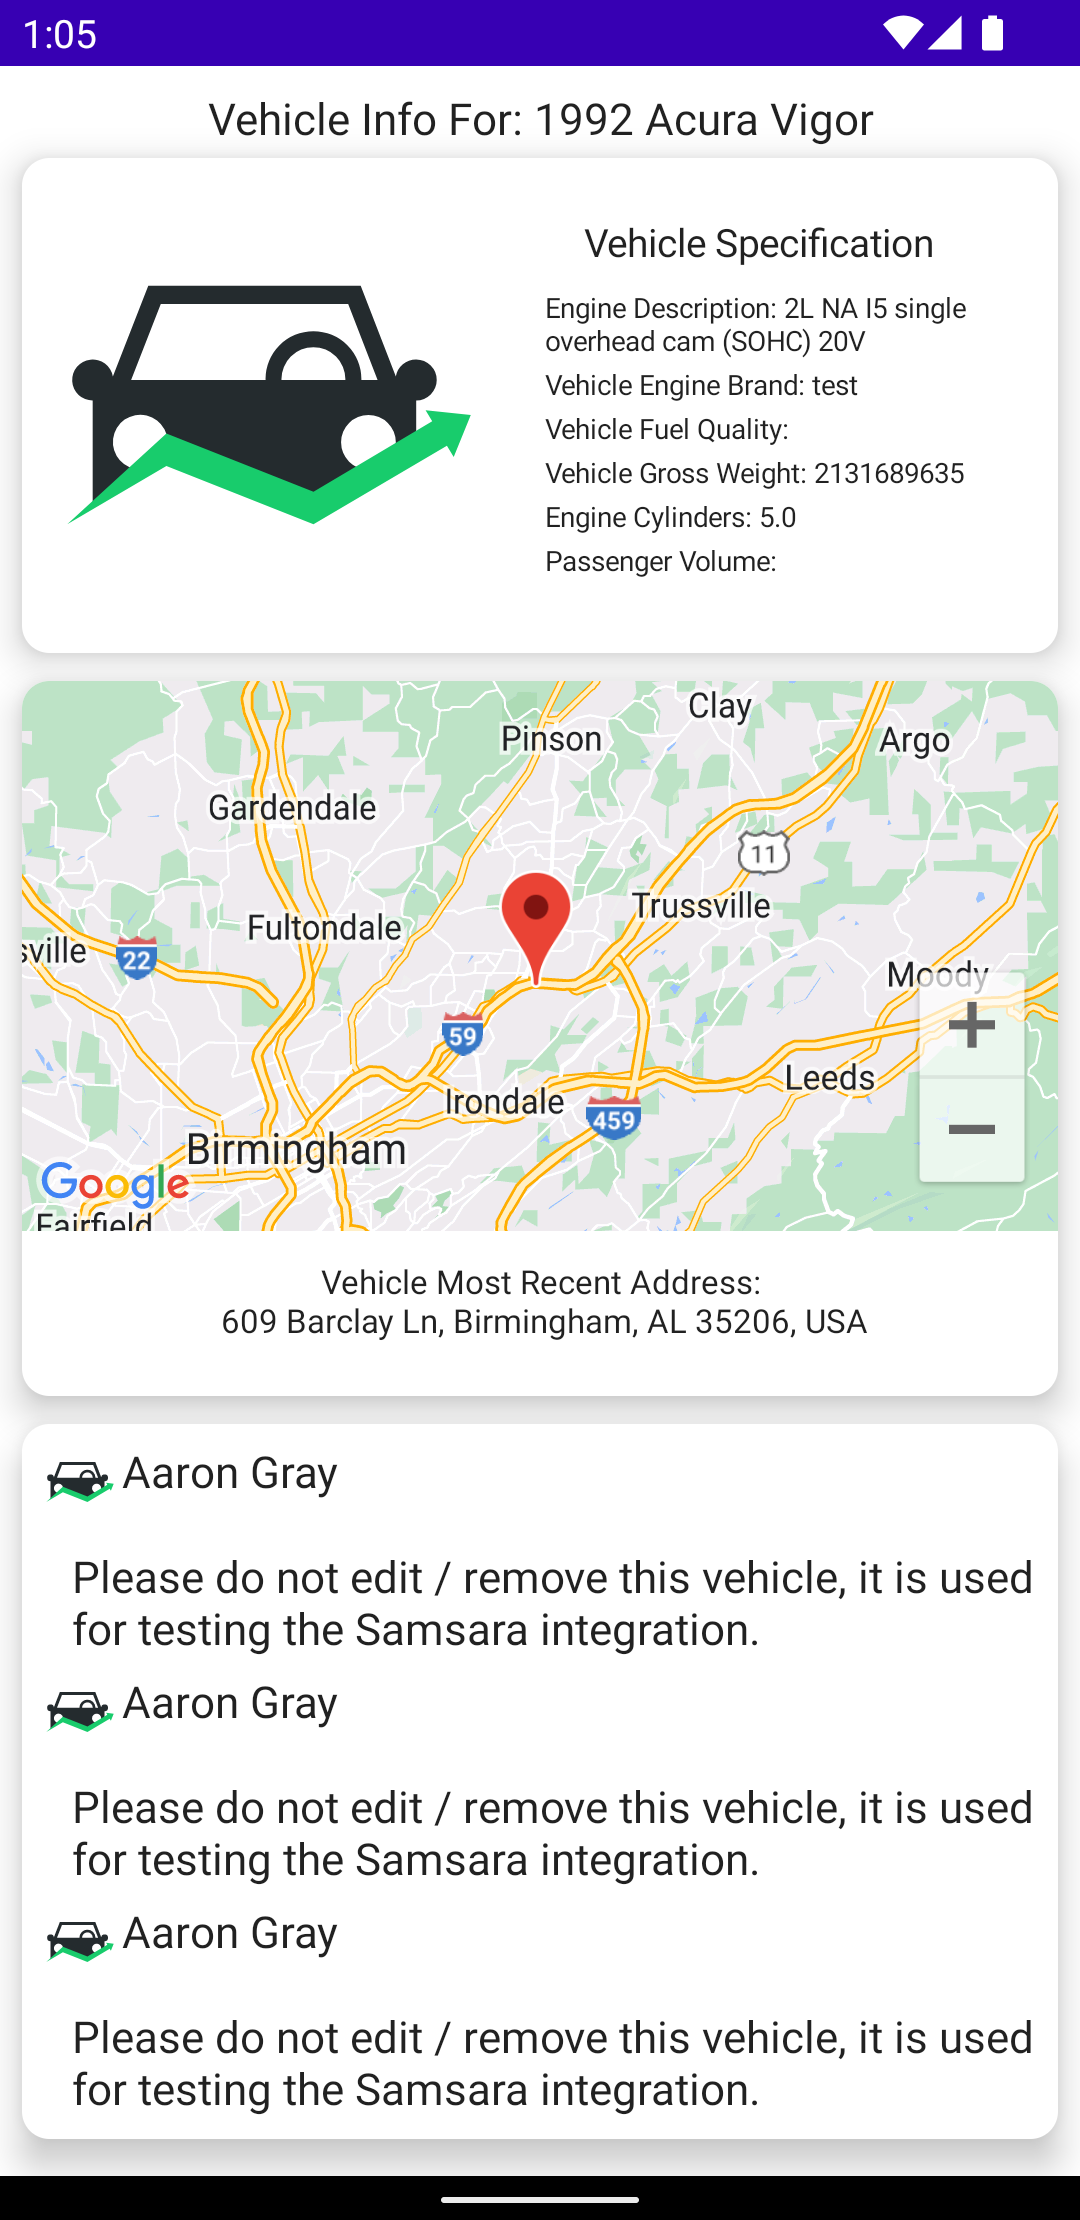 1:05
Vehicle Info For: 1992 Acura Vigor
Vehicle Specification
Engine Description: 2L NA I5 single
overhead cam (SOHC) 20V
Vehicle Engine Brand: test
Vehicle Fuel Quality:
Vehicle Gross Weight: 2131689635
Engine Cylinders: 5.0
Passenger Volume:
Clay
Pinson
Argo
Gardendale
11
Trussville
Fultondale
sville
22
Moody
59
Leeds
Irondale
459
Birmingham
Google
Fairfield
Vehicle Most Recent Address:
609 Barclay Ln, Birmingham, AL 35206, USA
Aaron Gray
Please do not edit / remove this vehicle, it is used
for testing the Samsara integration.
Aaron Gray
Please do not edit / remove this vehicle, it is used
for testing the Samsara integration.
Aaron Gray
Please do not edit / remove this vehicle, it is used
for testing the Samsara integration.